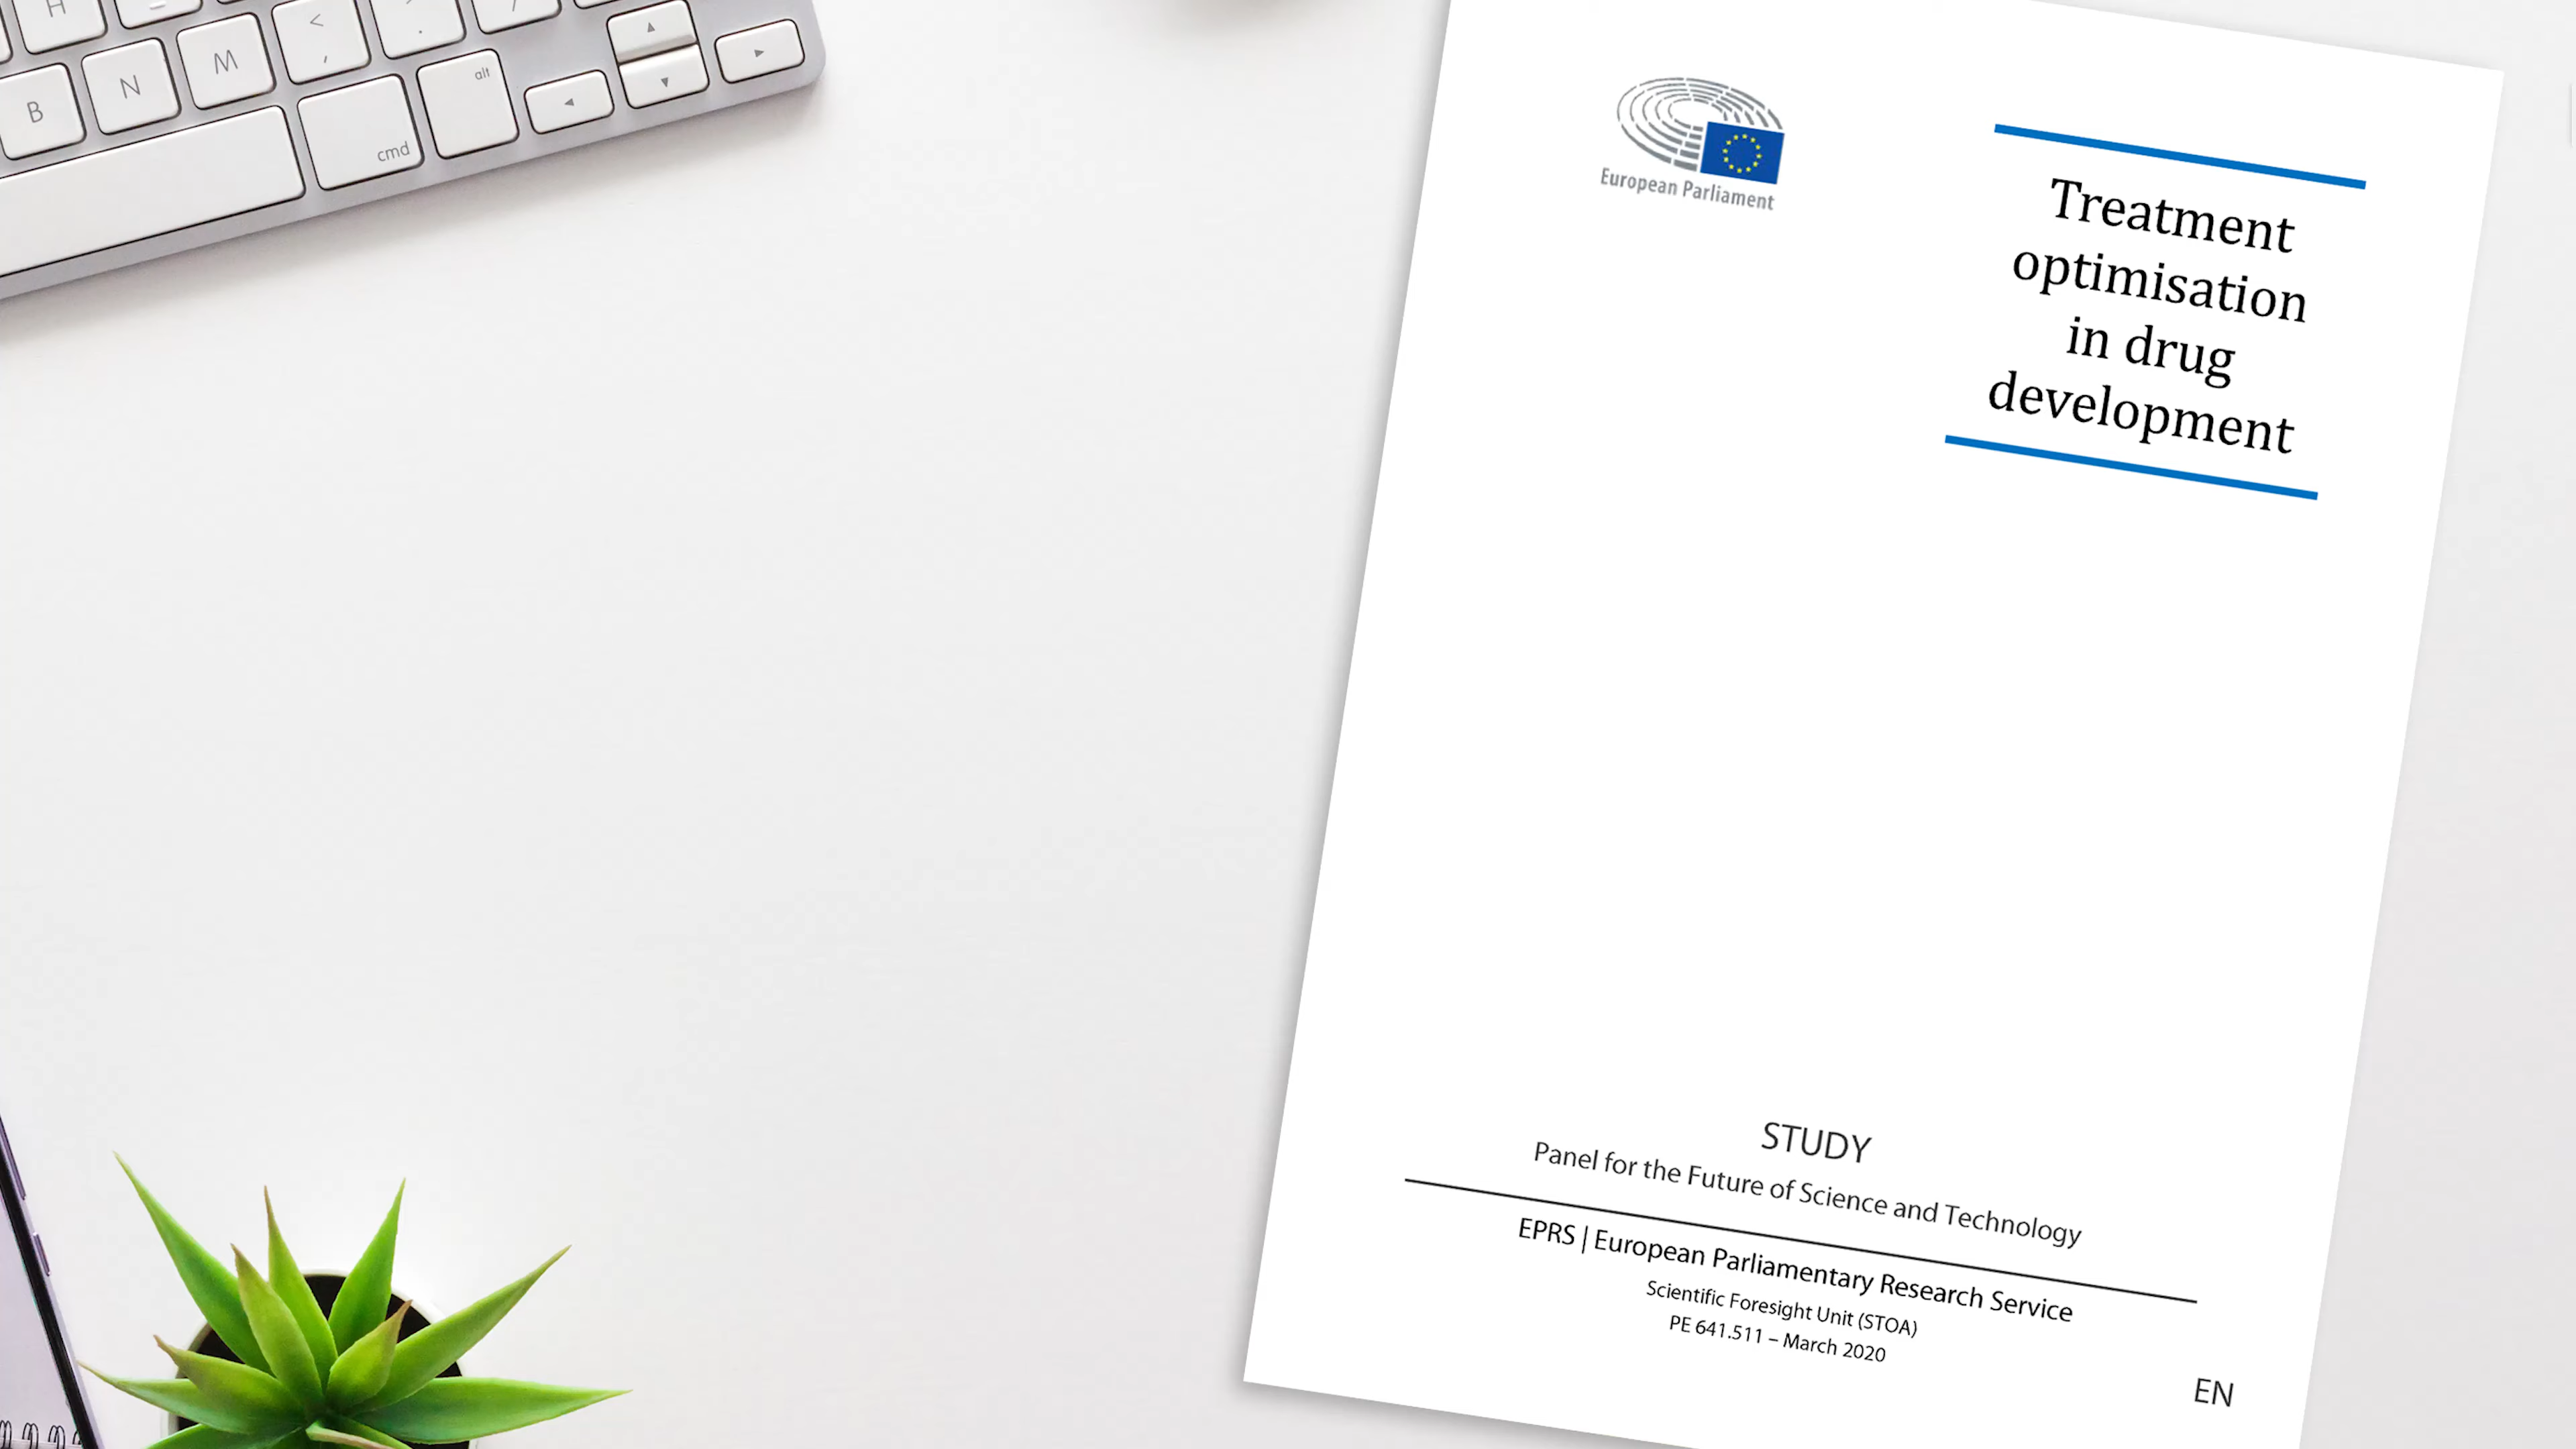 H
B N M < ,
cmd
alt
European Parliament
Treatment
optimisation
in drug
development
STUDY
Panel for the Future of Science and Technology
EPRS | European Parliamentary Research Service
Scientific Foresight Unit (STOA)
PE 641.511 – March 2020
EN